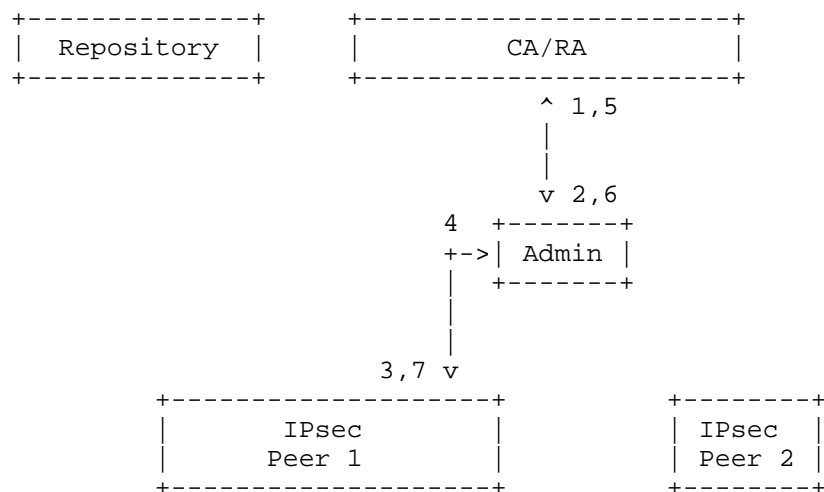 Repository CA/RA
^ 1,5
v 2,6
4
+->| Admin |
3,7 v
IPsec IPsec
Peer 1 Peer 2